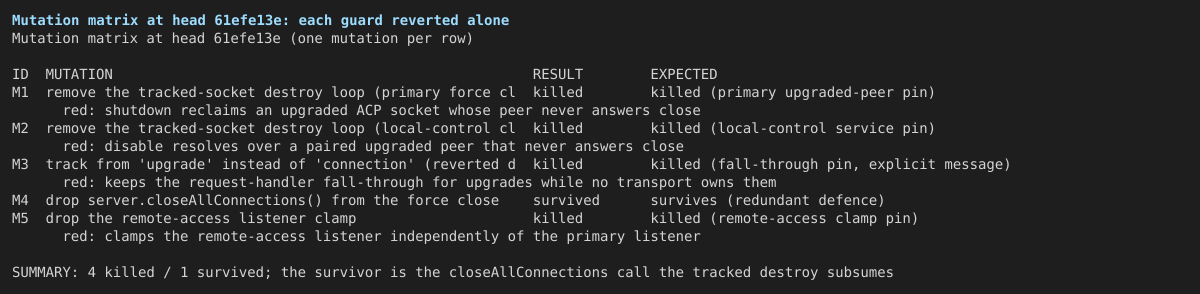 Mutation matrix at head 61efe13e: each guard reverted alone
Mutation matrix at head 61efe13e (one mutation per row)
ID  MUTATION                                                    RESULT        EXPECTED
M1  remove the tracked-socket destroy loop (primary force cl  killed        killed (primary upgraded-peer pin)
      red: shutdown reclaims an upgraded ACP socket whose peer never answers close
M2  remove the tracked-socket destroy loop (local-control cl  killed        killed (local-control service pin)
      red: disable resolves over a paired upgraded peer that never answers close
M3  track from 'upgrade' instead of 'connection' (reverted d  killed        killed (fall-through pin, explicit message)
      red: keeps the request-handler fall-through for upgrades while no transport owns them
M4  drop server.closeAllConnections() from the force close    survived      survives (redundant defence)
M5  drop the remote-access listener clamp                     killed        killed (remote-access clamp pin)
      red: clamps the remote-access listener independently of the primary listener
SUMMARY: 4 killed / 1 survived; the survivor is the closeAllConnections call the tracked destroy subsumes